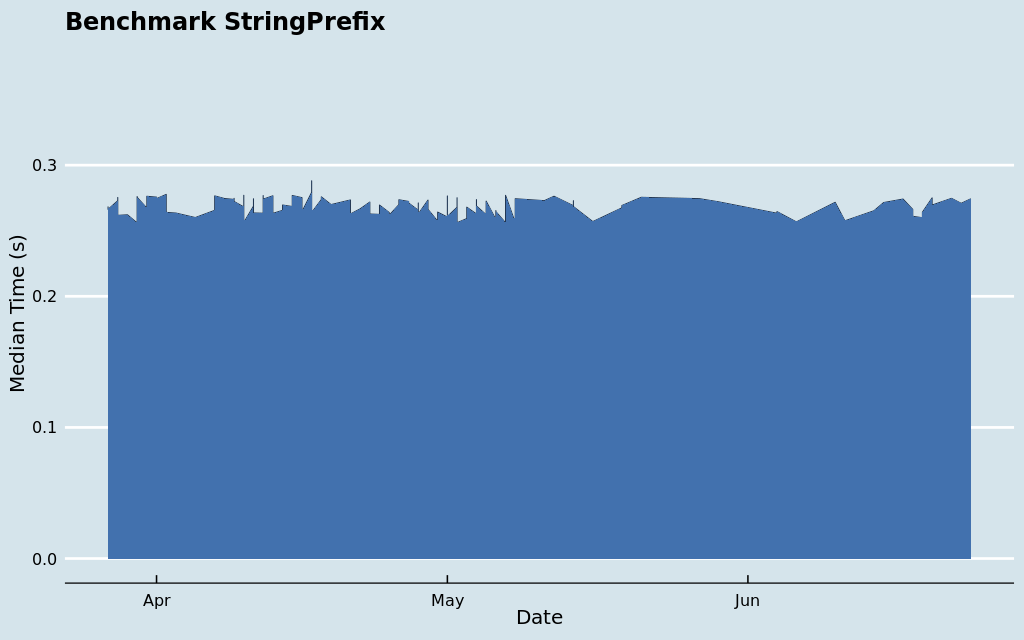 Benchmark StringPrefix
0.3
0.2
0.1
0.0
Median Time (s)
Apr
May
Jun
Date